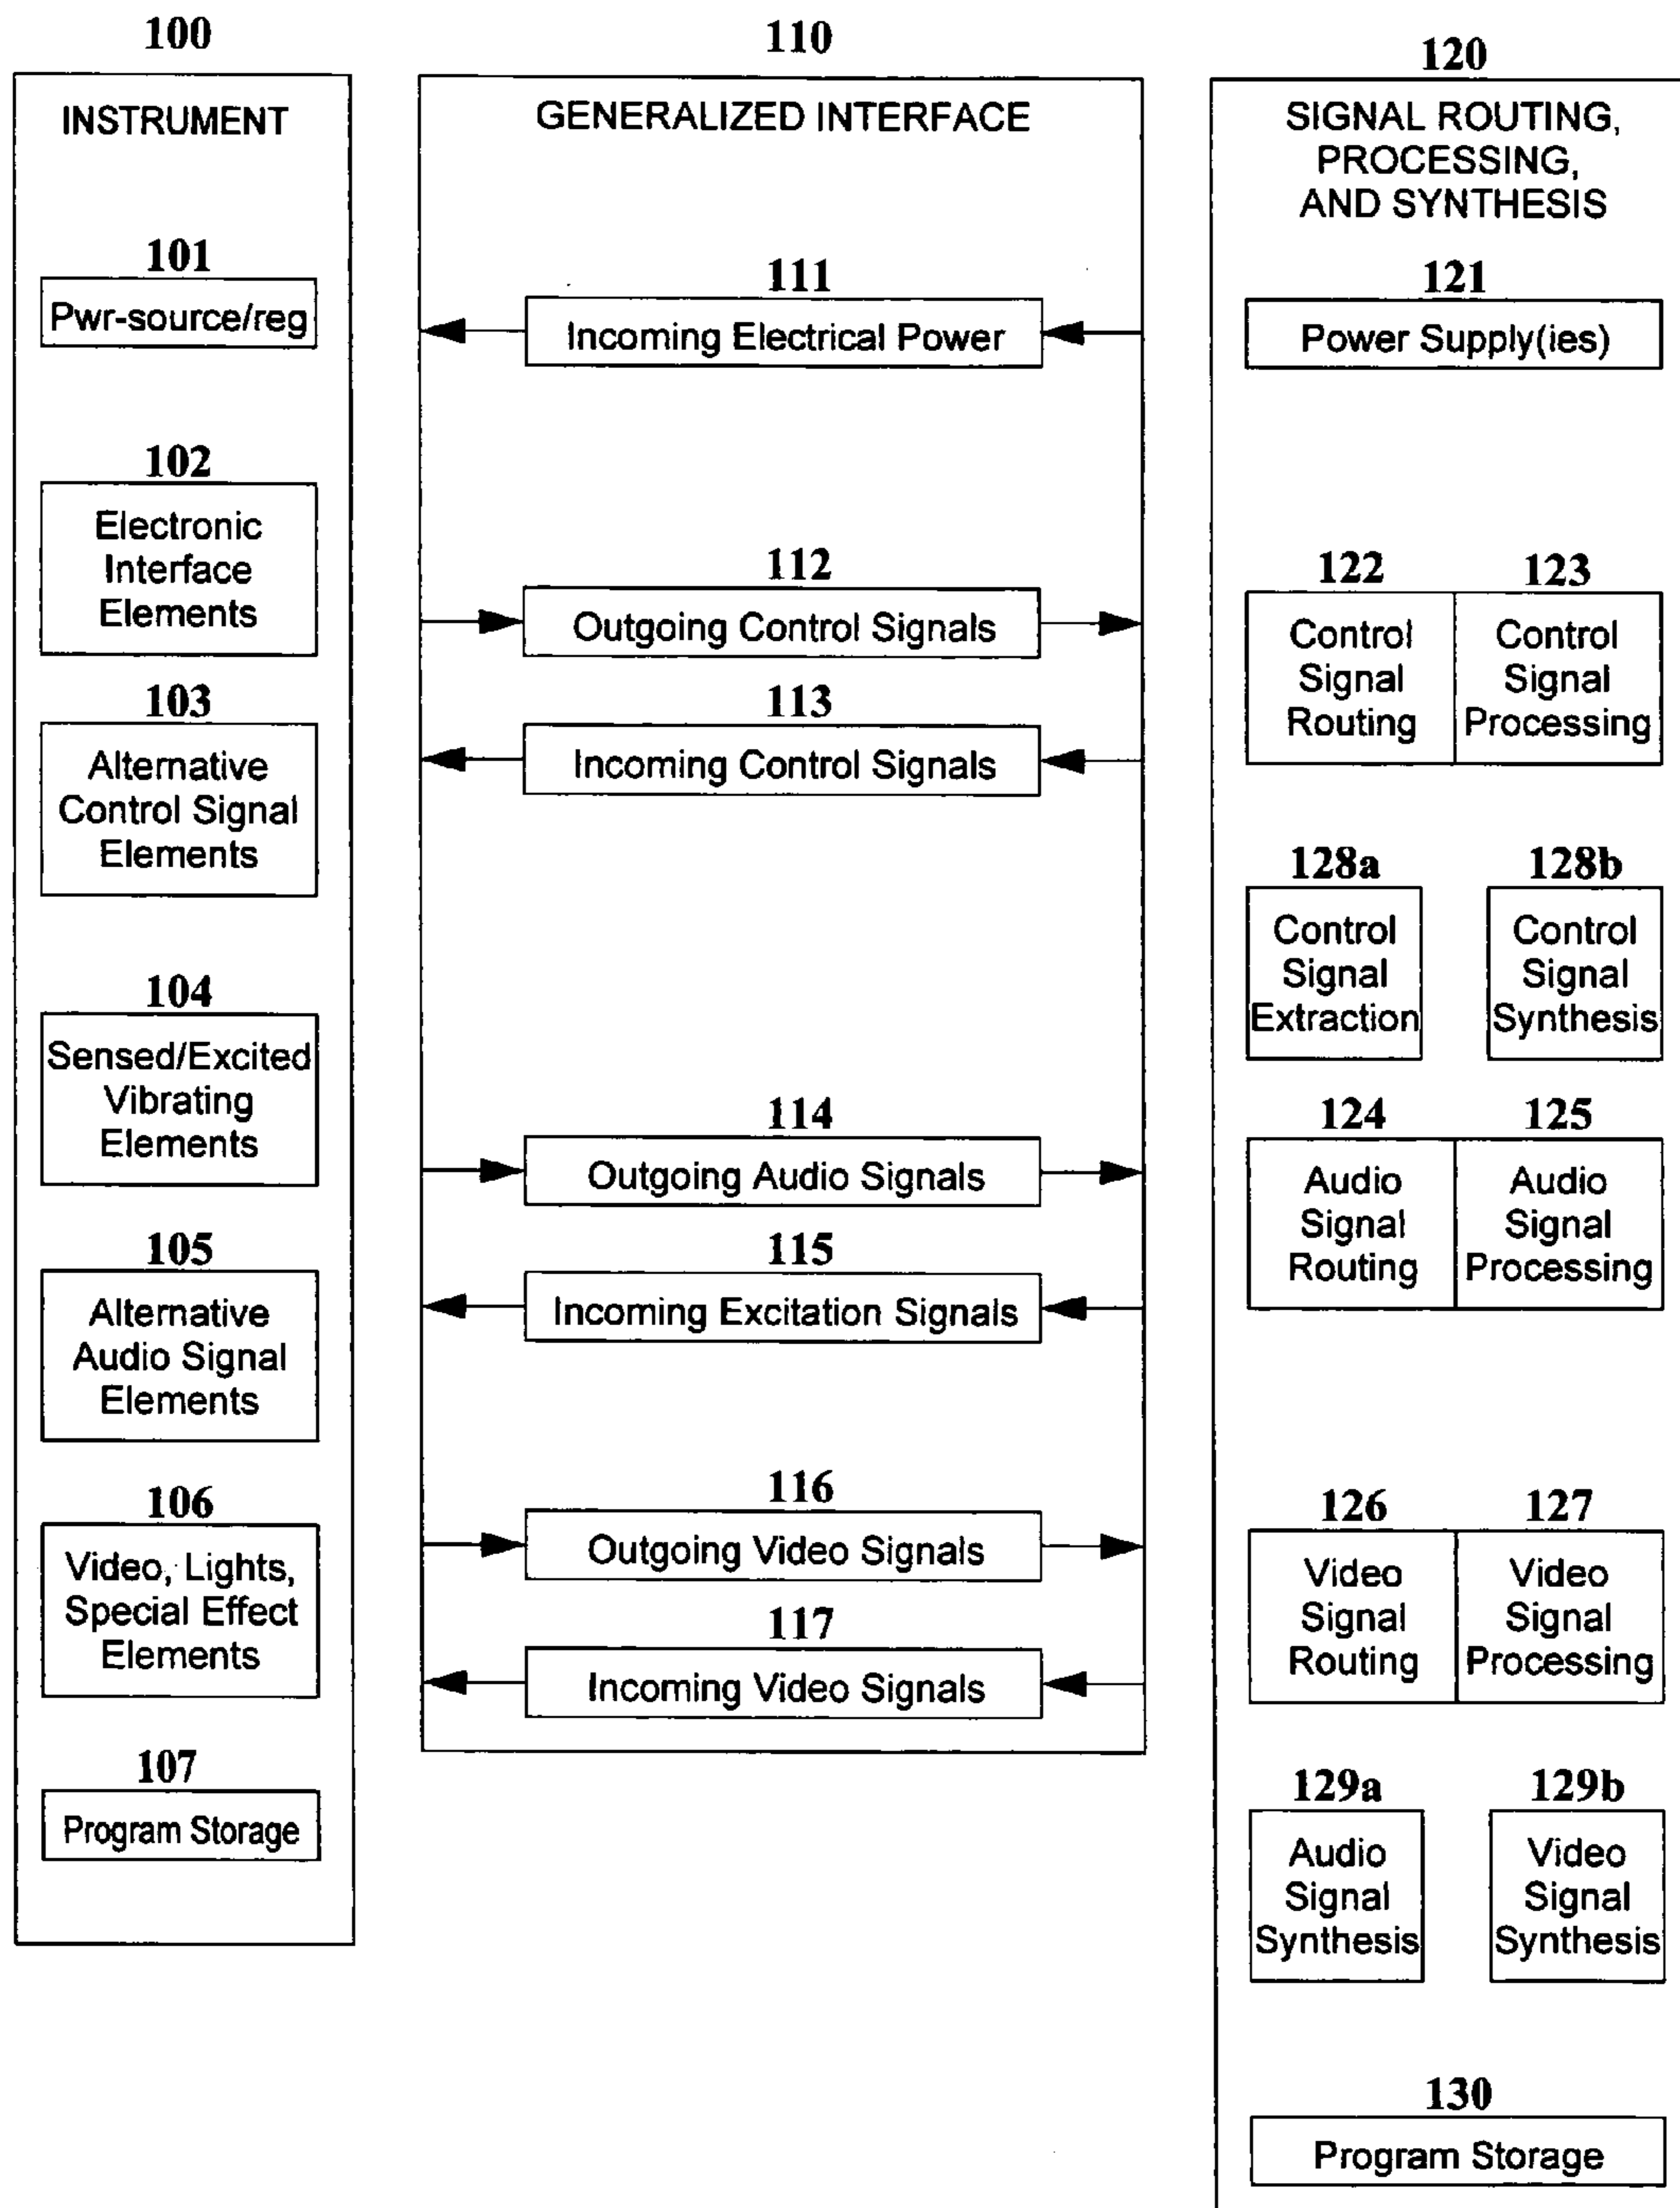 100
INSTRUMENT
101
Pwr-source/reg
102
Electronic
Interface
Elements
103
Alternative
Control Signal
Elements
104
Sensed/Excited
Vibrating
Elements
105
Alternative
Audio Signal
Elements
106
Video, Lights,
Special Effect
Elements
107
Program Storage
110
GENERALIZED INTERFACE
111
Incoming Electrical Power
112
Outgoing Control Signals
113
Incoming Control Signals
114
Outgoing Audio Signals
115
Incoming Excitation Signals
116
Outgoing Video Signals
117
Incoming Video Signals
120
SIGNAL ROUTING,
PROCESSING,
AND SYNTHESIS
121
Power Supply(ies)
122
Control
Signal
Routing
123
Control
Signal
Processing
128a
Control
Signal
Extraction
128b
Control
Signal
Synthesis
124
Audio
Signal
Routing
125
Audio
Signal
Processing
126
Video
Signal
Routing
127
Video
Signal
Processing
129a
Audio
Signal
Synthesis
129b
Video
Signal
Synthesis
130
Program Storage